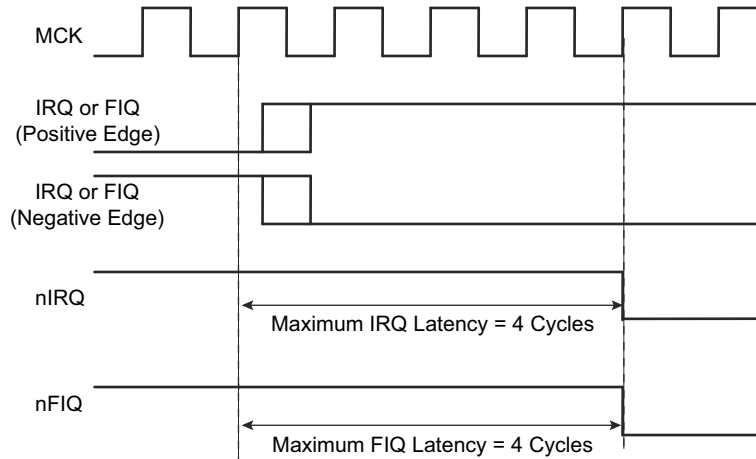 MCK
IRQ or FIQ
(Positive Edge)
IRQ or FIQ
(Negative Edge)
nIRQ
Maximum IRQ Latency = 4 Cycles
nFIQ
Maximum FIQ Latency = 4 Cycles